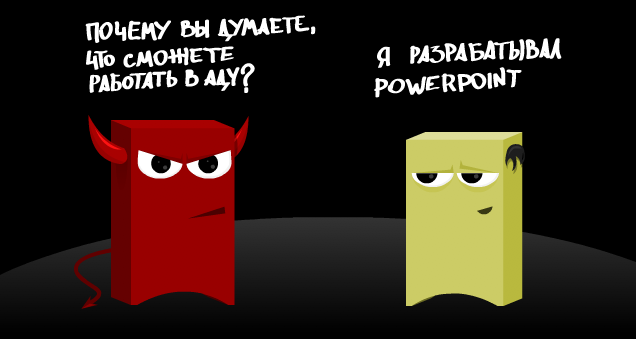 ПОЧЕМУ ВЫ ДУМАЕТЕ,
ЧТО СМОЖЕТЕ
РАБОТАТЬ В АДУ?
Я РАЗРАБАТЫВАЛ
POWERPOINT